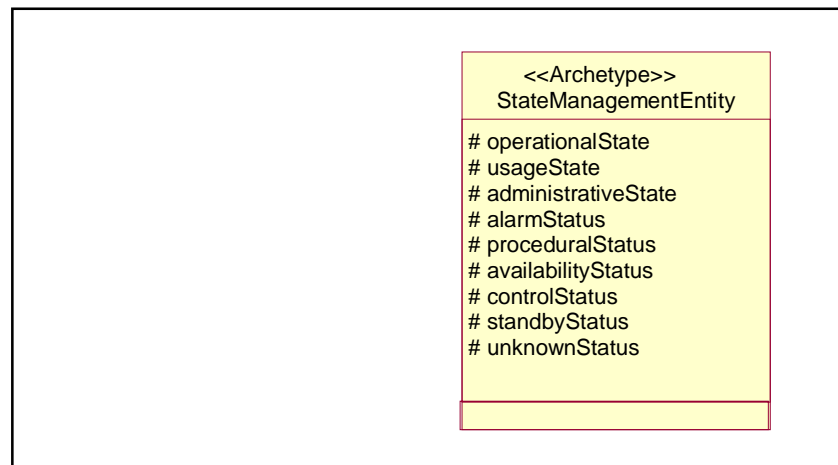 <<Archetype>>
StateManagementEntity
# operationalState
# usageState
# administrativeState
# alarmStatus
# proceduralStatus
# availabilityStatus
# controlStatus
# standbyStatus
# unknownStatus